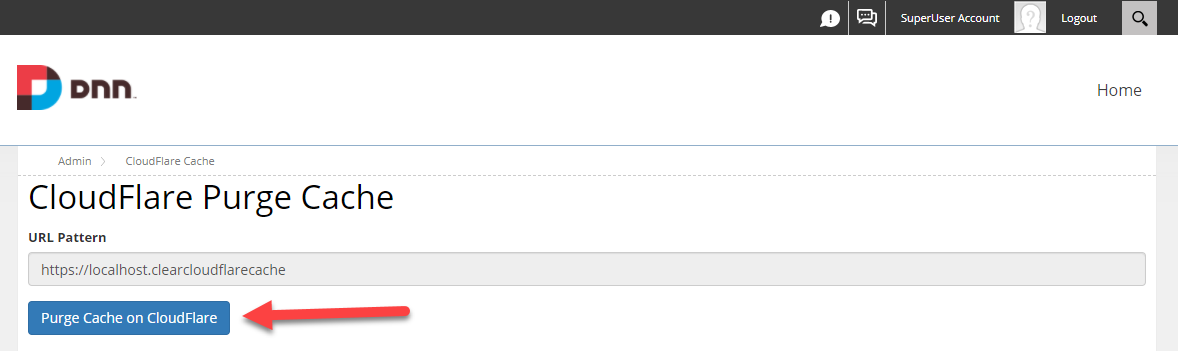 SuperUser Account Logout
DNN
Home
Admin CloudFlare Cache
CloudFlare Purge Cache
URL Pattern
https://localhost.clearcloudflarecache
Purge Cache on CloudFlare